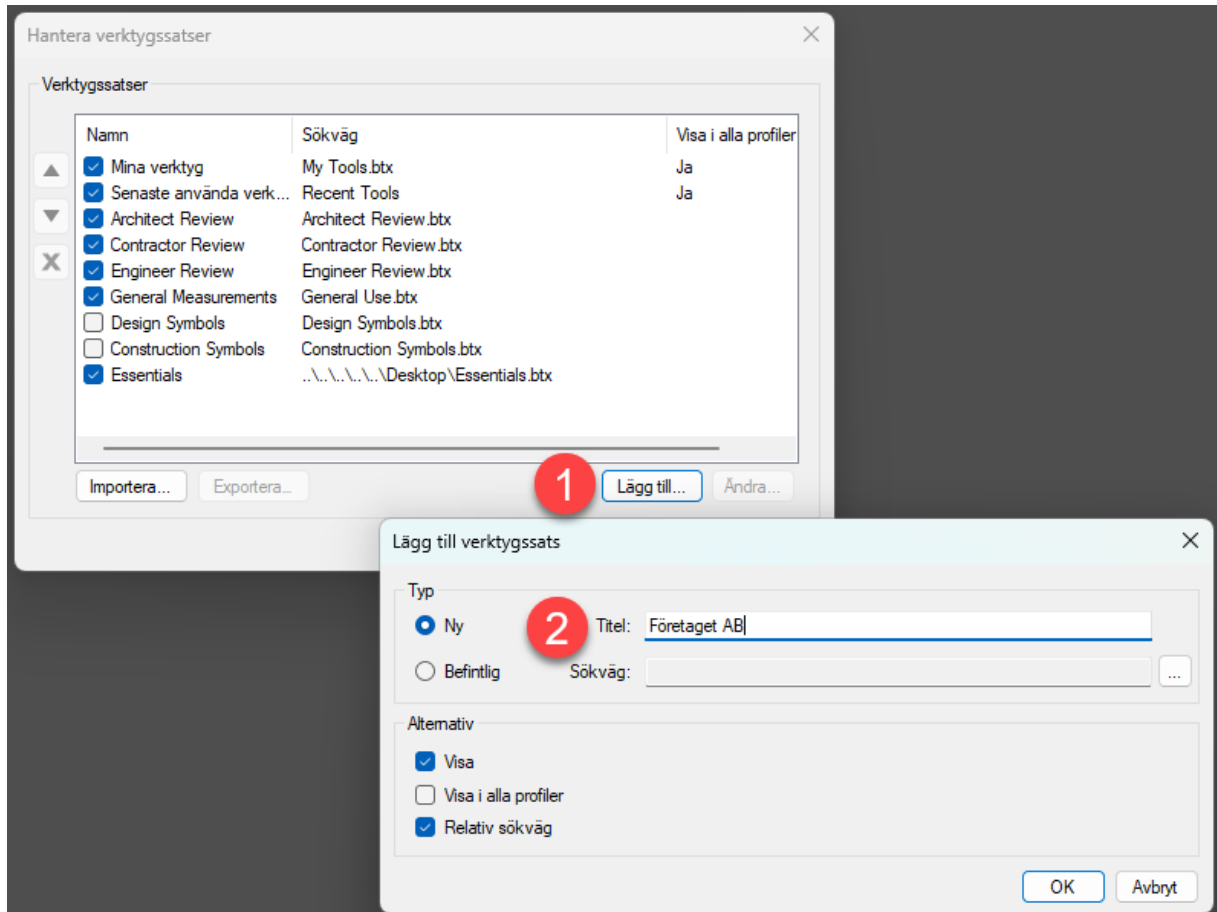 Hantera verktygssatser
Verktygssatser
Namn Sökväg Visa i alla profiler
Mina verktyg My Tools.btx Ja
Senaste använda verk... Recent Tools Ja
Architect Review Architect Review.btx
Contractor Review Contractor Review.btx
Engineer Review Engineer Review.btx
General Measurements General Use.btx
Design Symbols Design Symbols.btx
Construction Symbols Construction Symbols.btx
Essentials ..\..\..\..\..\Desktop\Essentials.btx
Importera... Exportera... 1 Lägg till... Ändra...
Lägg till verktygssats
Typ
Ny 2 Titel: Företaget AB
Befintlig Sökväg: ...
Alternativ
Visa
Visa i alla profiler
Relativ sökväg
OK Avbryt